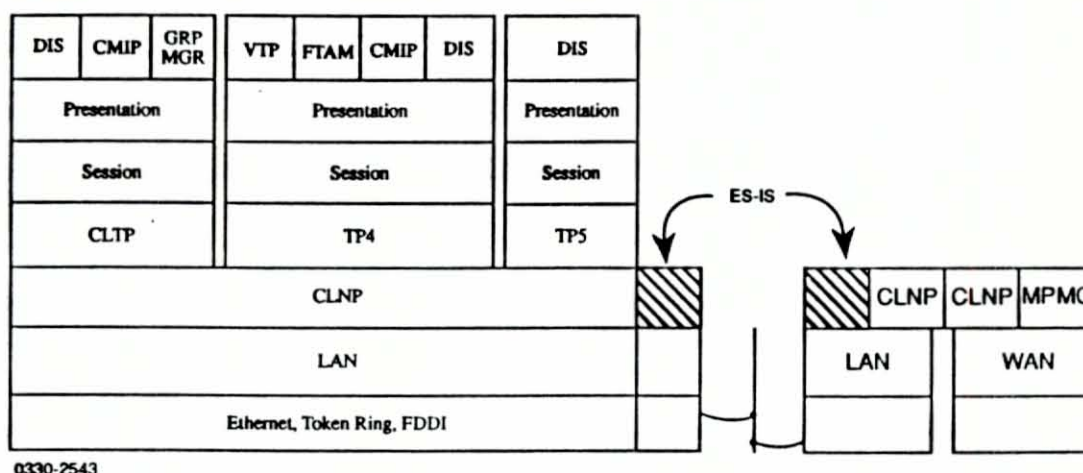 DIS CMIP GRP MGR VTP FTAM CMIP DIS DIS
Presentation Presentation Presentation
Session Session Session
ES-IS
CLTP TP4 TP5
CLNP CLNP CLNP MPMC
LAN LAN WAN
Ethernet, Token Ring, FDDI
0330-2543